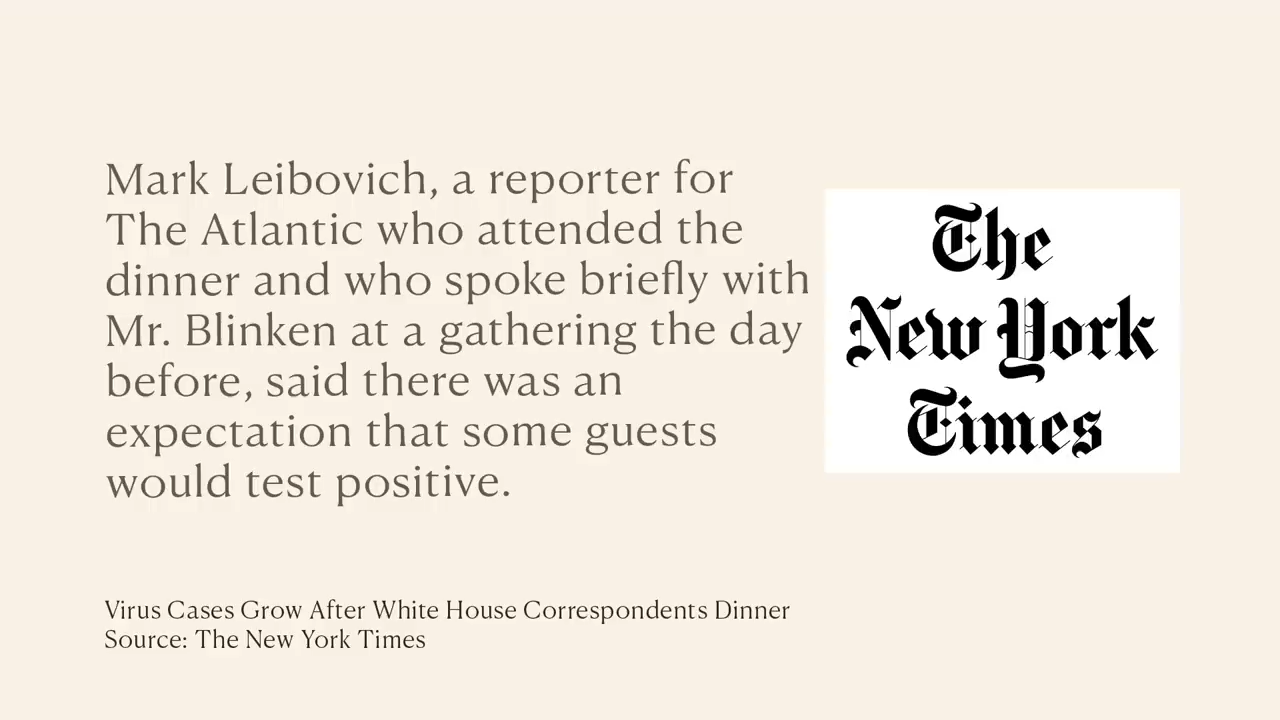 Mark Leibovich, a reporter for
The Atlantic who attended the
dinner and who spoke briefly with
Mr. Blinken at a gathering the day
before, said there was an
expectation that some guests
would test positive.
The
New York
Times
Virus Cases Grow After White House Correspondents Dinner
Source: The New York Times